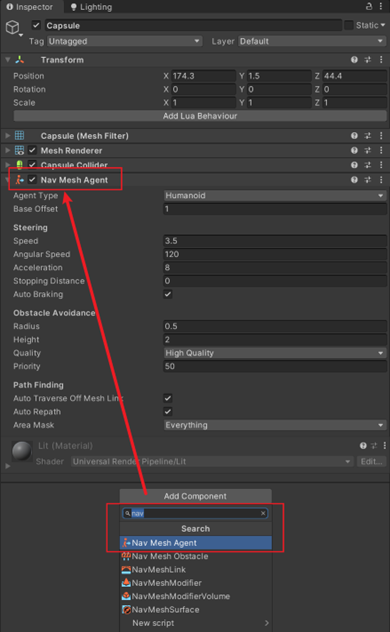 Inspector Lighting
Capsule Static
Tag Untagged Layer Default
Transform
Position X 174.3 Y 1.5 Z 44.4
Rotation X 0 Y 0 Z 0
Scale X 1 Y 1 Z 1
Add Lua Behaviour
Capsule (Mesh Filter)
Mesh Renderer
Capsule Collider
Nav Mesh Agent
Agent Type Humanoid
Base Offset 1
Steering
Speed 3.5
Angular Speed 120
Acceleration 8
Stopping Distance 0
Auto Braking
Obstacle Avoidance
Radius 0.5
Height 2
Quality High Quality
Priority 50
Path Finding
Auto Traverse Off Mesh Link
Auto Repath
Area Mask Everything
Lit (Material)
Shader Universal Render Pipeline/Lit Edit...
Add Component
nav
Search
Nav Mesh Agent
Nav Mesh Obstacle
NavMeshLink
NavMeshModifier
NavMeshModifierVolume
NavMeshSurface
New script